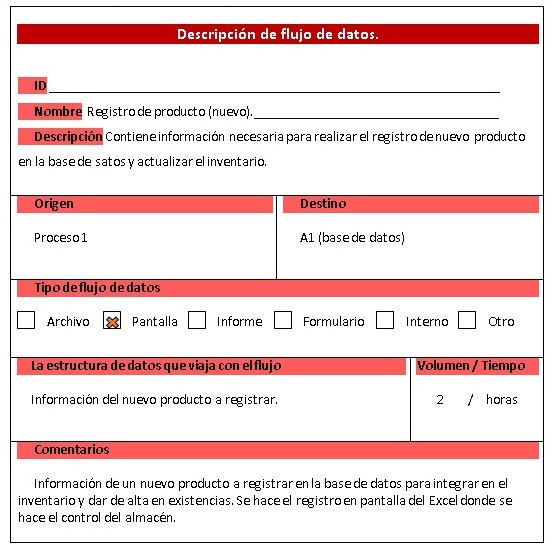 Descripción de flujo de datos.
ID
Nombre Registro de producto (nuevo).
Descripción Contiene información necesaria para realizar el registro de nuevo producto
en la base de satos y actualizar el inventario.
Origen
Destino
Proceso 1
A1 (base de datos)
Tipo de flujo de datos
Archivo Pantalla Informe Formulario Interno Otro
La estructura de datos que viaja con el flujo
Volumen / Tiempo
Información del nuevo producto a registrar.
2 / horas
Comentarios
Información de un nuevo producto a registrar en la base de datos para integrar en el
inventario y dar de alta en existencias. Se hace el registro en pantalla del Excel donde se
hace el control del almacén.